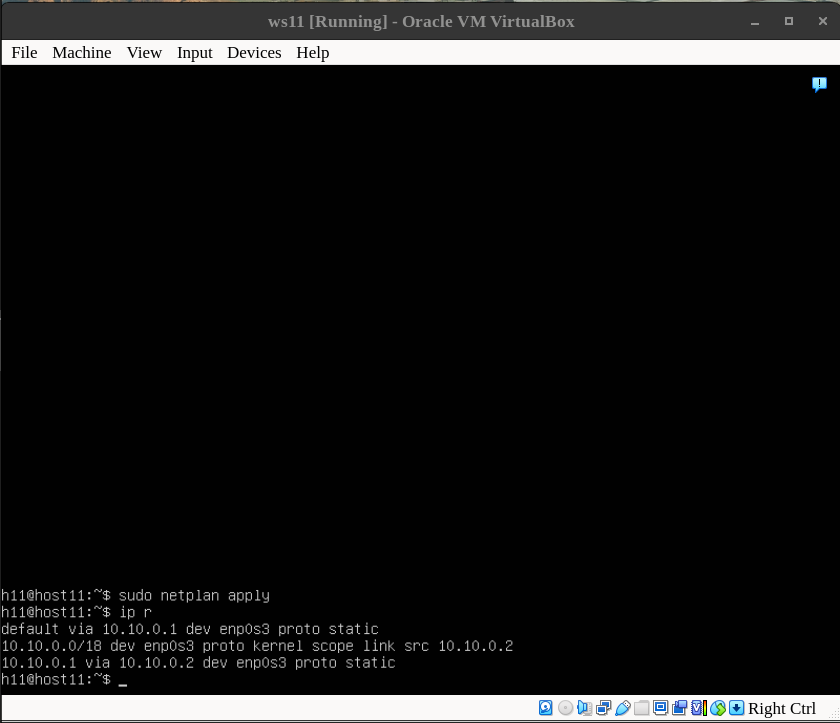 ws11 [Running] - Oracle VM VirtualBox
File Machine View Input Devices Help
h11@host11:~$ sudo netplan apply
h11@host11:~$ ip r
default via 10.10.0.1 dev enp0s3 proto static
10.10.0.0/18 dev enp0s3 proto kernel scope link src 10.10.0.2
10.10.0.1 via 10.10.0.2 dev enp0s3 proto static
h11@host11:~$ _
Right Ctrl